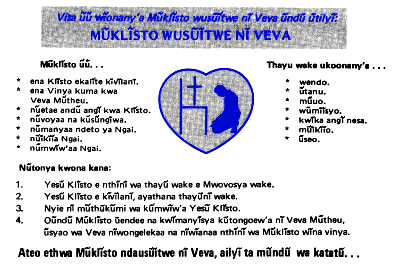 Visa ũũ wĩonany'a Mũklĩsto wusũĩtwe nĩ Veva ũndũ ũtilyĩ:
MŨKLĨSTO WUSŨĨTWE NĨ VEVA
Mũklĩsto ũũ. . .
* ena Klĩsto ekalĩte kĩvĩlanĩ.
* ena Vinya kuma kwa
Veva Mũtheu.
* nũetae andũ angĩ kwa Klĩsto.
* nũvoyaa na kũsũngĩwa.
* nũmanyaa ndeto ya Ngai.
* nũĩkĩĩa Ngai.
* nũmwĩw'aa Ngai.
Thayu wake ukoonany'a . . .
* wendo.
* ũtanu.
* mũuo.
* wũmĩĩsyo.
* kwĩka angĩ nesa.
* mũĩkĩĩo.
* ũseo.
Nũtonya kwona kana:
1. Yesũ Klĩsto e nthĩnĩ wa thayũ wake e Mwovosya wake.
2. Yesũ Klĩsto e kĩvĩlanĩ, ayathana thayũnĩ wake.
3. Nyie nĩ mũthũkũmi wa kũmwĩw'a Yesũ Klĩsto.
4. Oũndũ Mũklĩsto ũendee na kwĩmanyĩsya kũtongoew'a nĩ Veva Mũtheu,
ũsyao wa Veva nĩwongelekaa na nĩwĩanaa nthĩnĩ wa Mũklĩsto wĩna vinya.
Ateo ethwa Mũklĩsto ndausũĩtwe nĩ Veva, ailyĩ ta mũndũ wa katatũ. . .